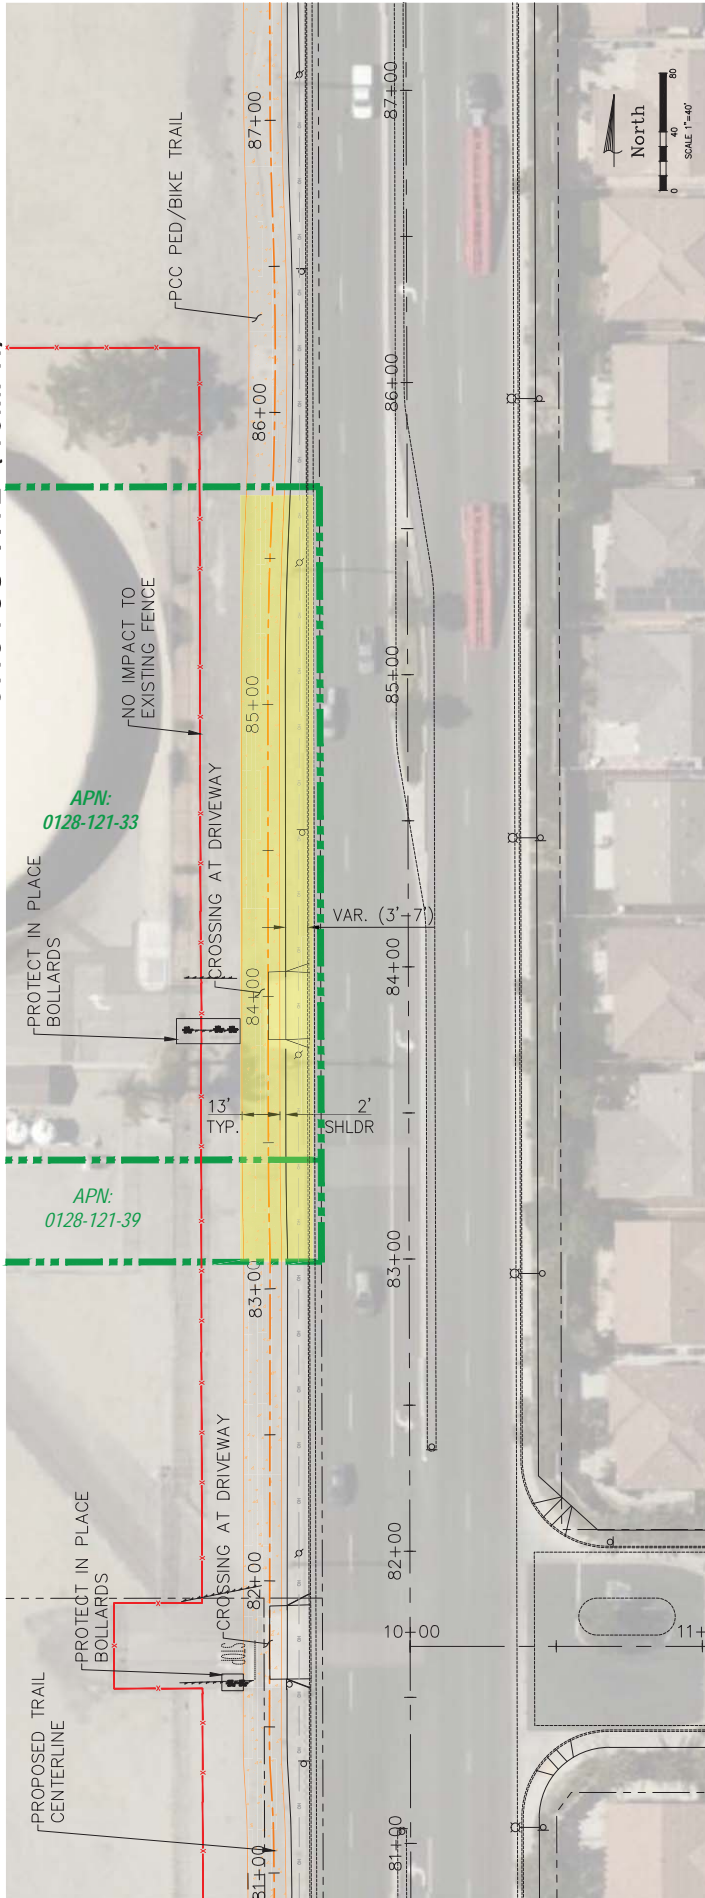 87+00
87+00
North
0
40
80
SCALE 1"=40'
PCC PED/BIKE TRAIL
86+00
86+00
NO IMPACT TO
EXISTING FENCE
85+00
85+00
APN:
0128-121-33
CROSSING AT DRIVEWAY
PROTECT IN PLACE
BOLLARDS
VAR. (3'-7')
84+00
84+00
13'
TYP.
2'
SHLDR
APN:
0128-121-39
83+00
83+00
CROSSING AT DRIVEWAY
PROTECT IN PLACE
BOLLARDS
82+00
82+00
STOP
10+00
11+
PROPOSED TRAIL
CENTERLINE
81+00
81+00